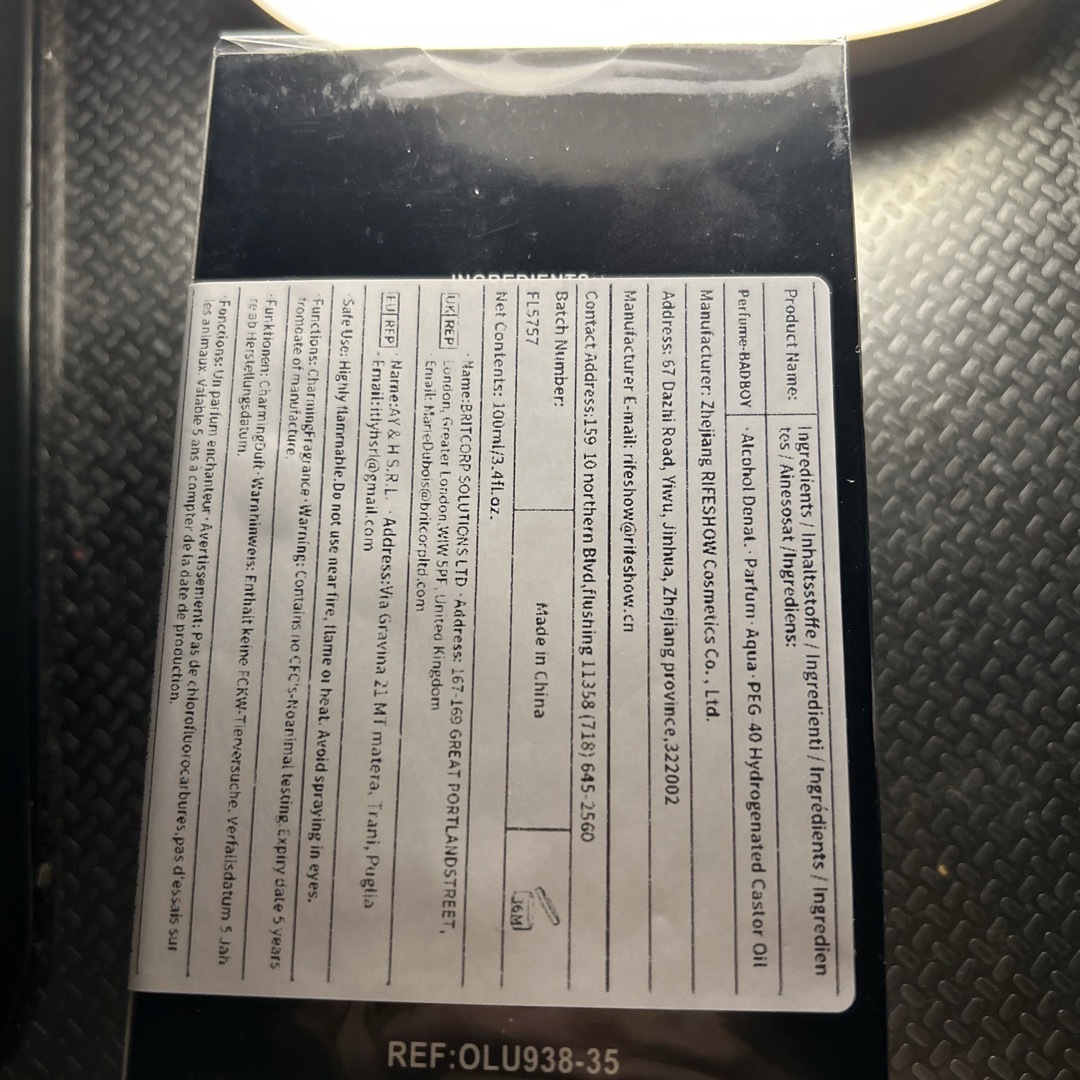 INGREDIENTS
Product Name:
Ingredients / Inhaltsstoffe / Ingredienti / Ingrédients / Ingredien
tes / Ainesosat /Ingrediens:
Perfume-BADBOY
· Alcohol Denat. · Parfum · Aqua · PEG-40 Hydrogenated Castor Oil
Manufacturer: Zhejiang RIFESHOW Cosmetics Co., Ltd.
Address: 67 Dazhi Road, Yiwu, Jinhua, Zhejiang province,322002
Manufacturer E-mail: rifeshow@rifeshow.cn
Contact Address:159-10 northern Blvd,flushing 11358 (718) 645-2560
Batch Number:
FL5757
Made in China
36M
Net Contents: 100ml/3.4fl.oz.
UK REP
· Name:BRITCORP SOLUTIONS LTD · Address: 167-169 GREAT PORTLANDSTREET,
London, Greater London,W1W 5PF, United Kingdom
· Email: MarieDubois@britcorpltd.com
EU REP
· Name:AY & H S.R.L. · Address:Via Gravina 21 MT matera, Trani, Puglia
· Email:itlyhsrl@gmail.com
·Safe Use: Highly flammable.Do not use near fire, flame or heat. Avoid spraying in eyes.
·Functions: CharmingFragrance · Warning: Contains no CFC's-Noanimal testing.Expiry date 5 years
fromdate of manufacture.
·Funktionen: CharmingDuft · Warnhinweis: Enthält keine FCKW-Tierversuche. Verfallsdatum 5 Jah
re ab Herstellungsdatum.
·Fonctions: Un parfum enchanteur · Avertissement: Pas de chlorofluorocarbures,pas d'essais sur
les animaux. Valable 5 ans à compter de la date de production.
REF:OLU938-35